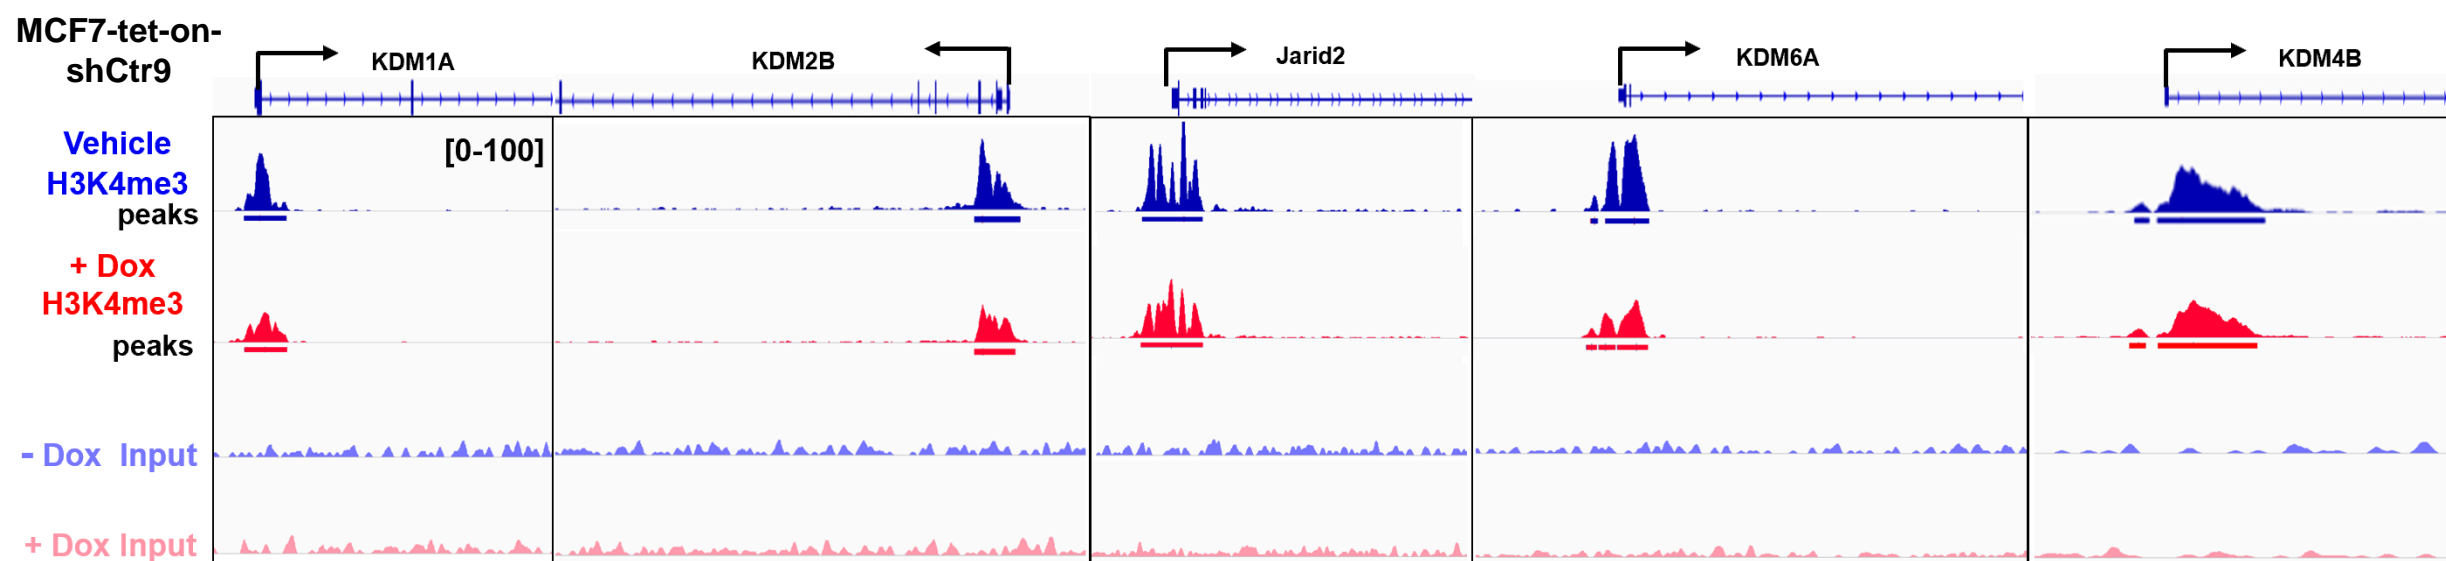 MCF7-tet-on-
shCtr9
KDM1A
KDM2B
Jarid2
KDM6A
KDM4B
Vehicle
H3K4me3
peaks
[0-100]
+ Dox
H3K4me3
peaks
- Dox Input
+ Dox Input